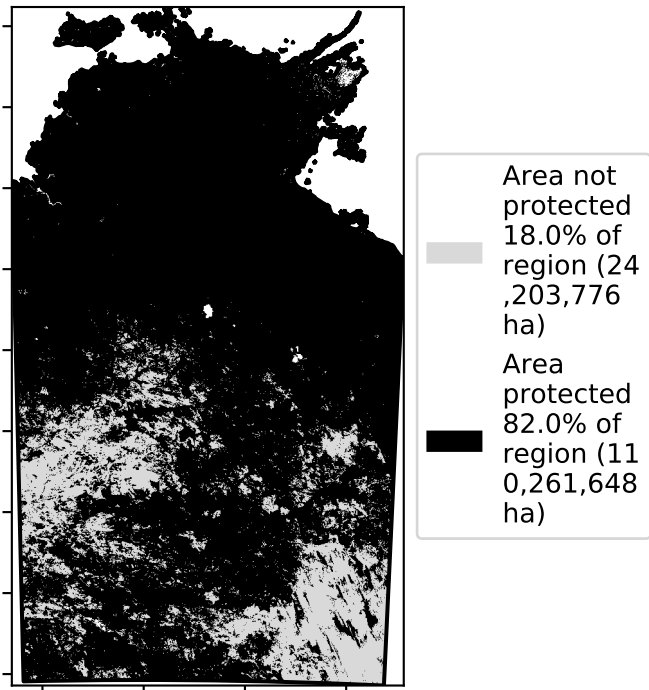 Area not
protected
18.0% of
region (24
,203,776
ha)
Area
protected
82.0% of
region (11
0,261,648
ha)